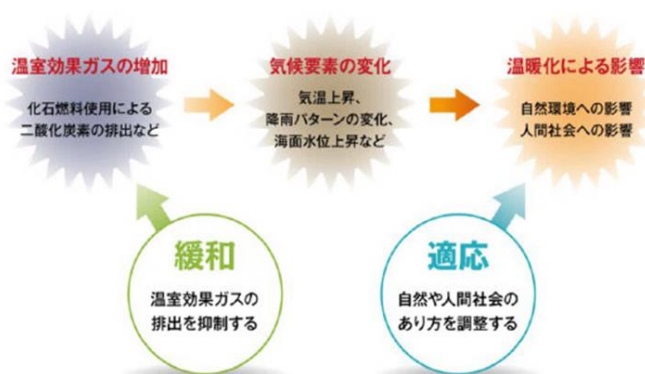 温室効果ガスの増加
化石燃料使用による
二酸化炭素の排出など
気候要素の変化
気温上昇、
降雨パターンの変化、
海面水位上昇など
温暖化による影響
自然環境への影響
人間社会への影響
緩和
温室効果ガスの
排出を抑制する
適応
自然や人間社会の
あり方を調整する